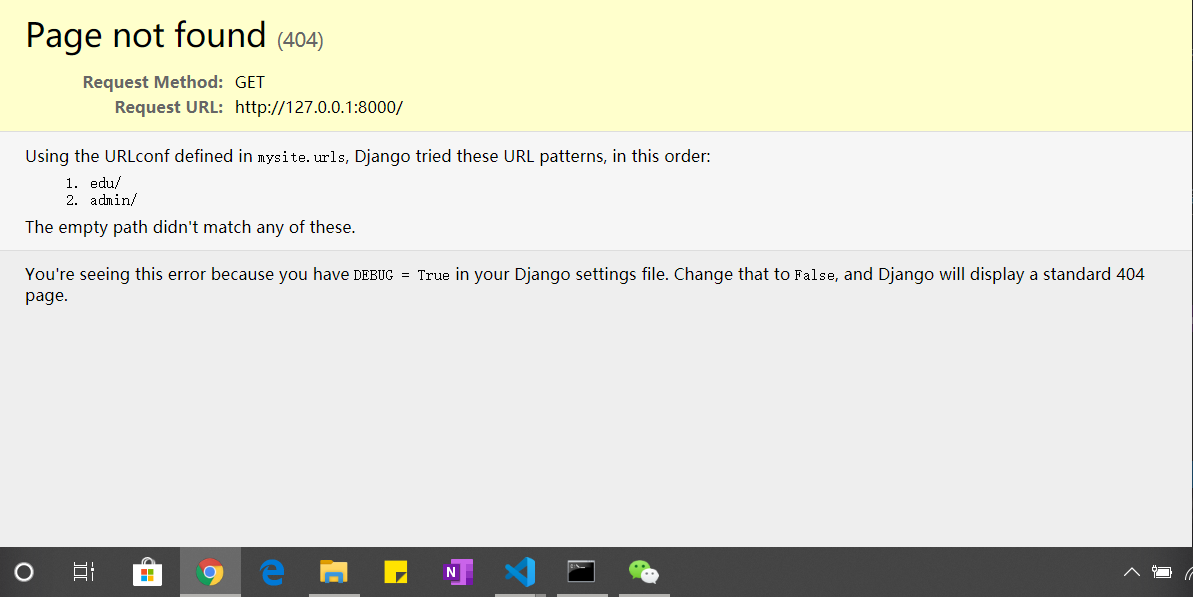 Page not found (404)
Request Method: GET
Request URL: http://127.0.0.1:8000/
Using the URLconf defined in mysite.urls, Django tried these URL patterns, in this order:
1. edu/
2. admin/
The empty path didn't match any of these.
You're seeing this error because you have DEBUG = True in your Django settings file. Change that to False, and Django will display a standard 404
page.
N